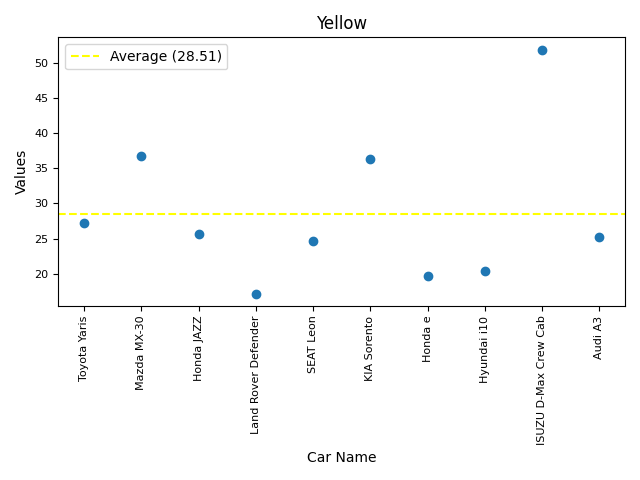 Yellow
Average (28.51)
Values
50
45
40
35
30
25
20
Toyota Yaris
Mazda MX-30
Honda JAZZ
Land Rover Defender
SEAT Leon
KIA Sorento
Honda e
Hyundai i10
ISUZU D-Max Crew Cab
Audi A3
Car Name